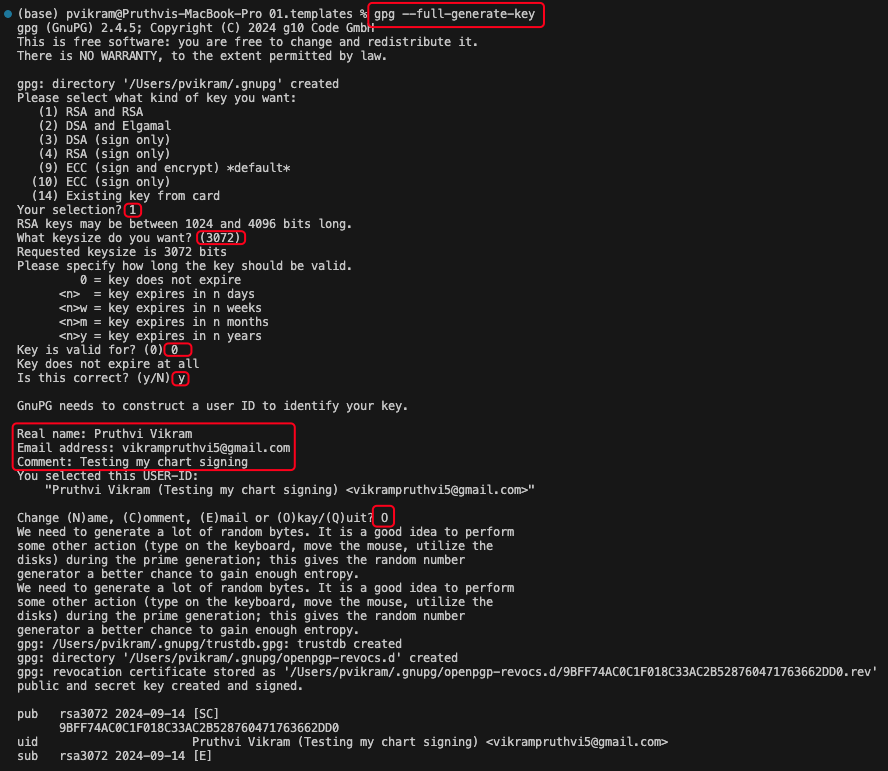 (base) pvikram@Pruthvis-MacBook-Pro 01.templates % gpg --full-generate-key
gpg (GnuPG) 2.4.5; Copyright (C) 2024 g10 Code GmbH
This is free software: you are free to change and redistribute it.
There is NO WARRANTY, to the extent permitted by law.

gpg: directory '/Users/pvikram/.gnupg' created
Please select what kind of key you want:
   (1) RSA and RSA
   (2) DSA and Elgamal
   (3) DSA (sign only)
   (4) RSA (sign only)
   (9) ECC (sign and encrypt) *default*
  (10) ECC (sign only)
  (14) Existing key from card
Your selection? 1
RSA keys may be between 1024 and 4096 bits long.
What keysize do you want? (3072)
Requested keysize is 3072 bits
Please specify how long the key should be valid.
         0 = key does not expire
      <n>  = key expires in n days
      <n>w = key expires in n weeks
      <n>m = key expires in n months
      <n>y = key expires in n years
Key is valid for? (0) 0
Key does not expire at all
Is this correct? (y/N) y

GnuPG needs to construct a user ID to identify your key.

Real name: Pruthvi Vikram
Email address: vikrampruthvi5@gmail.com
Comment: Testing my chart signing
You selected this USER-ID:
    "Pruthvi Vikram (Testing my chart signing) <vikrampruthvi5@gmail.com>"

Change (N)ame, (C)omment, (E)mail or (O)kay/(Q)uit? O
We need to generate a lot of random bytes. It is a good idea to perform
some other action (type on the keyboard, move the mouse, utilize the
disks) during the prime generation; this gives the random number
generator a better chance to gain enough entropy.
We need to generate a lot of random bytes. It is a good idea to perform
some other action (type on the keyboard, move the mouse, utilize the
disks) during the prime generation; this gives the random number
generator a better chance to gain enough entropy.
gpg: /Users/pvikram/.gnupg/trustdb.gpg: trustdb created
gpg: directory '/Users/pvikram/.gnupg/openpgp-revocs.d' created
gpg: revocation certificate stored as '/Users/pvikram/.gnupg/openpgp-revocs.d/9BFF74AC0C1F018C33AC2B528760471763662DD0.rev'
public and secret key created and signed.

pub   rsa3072 2024-09-14 [SC]
      9BFF74AC0C1F018C33AC2B528760471763662DD0
uid                      Pruthvi Vikram (Testing my chart signing) <vikrampruthvi5@gmail.com>
sub   rsa3072 2024-09-14 [E]